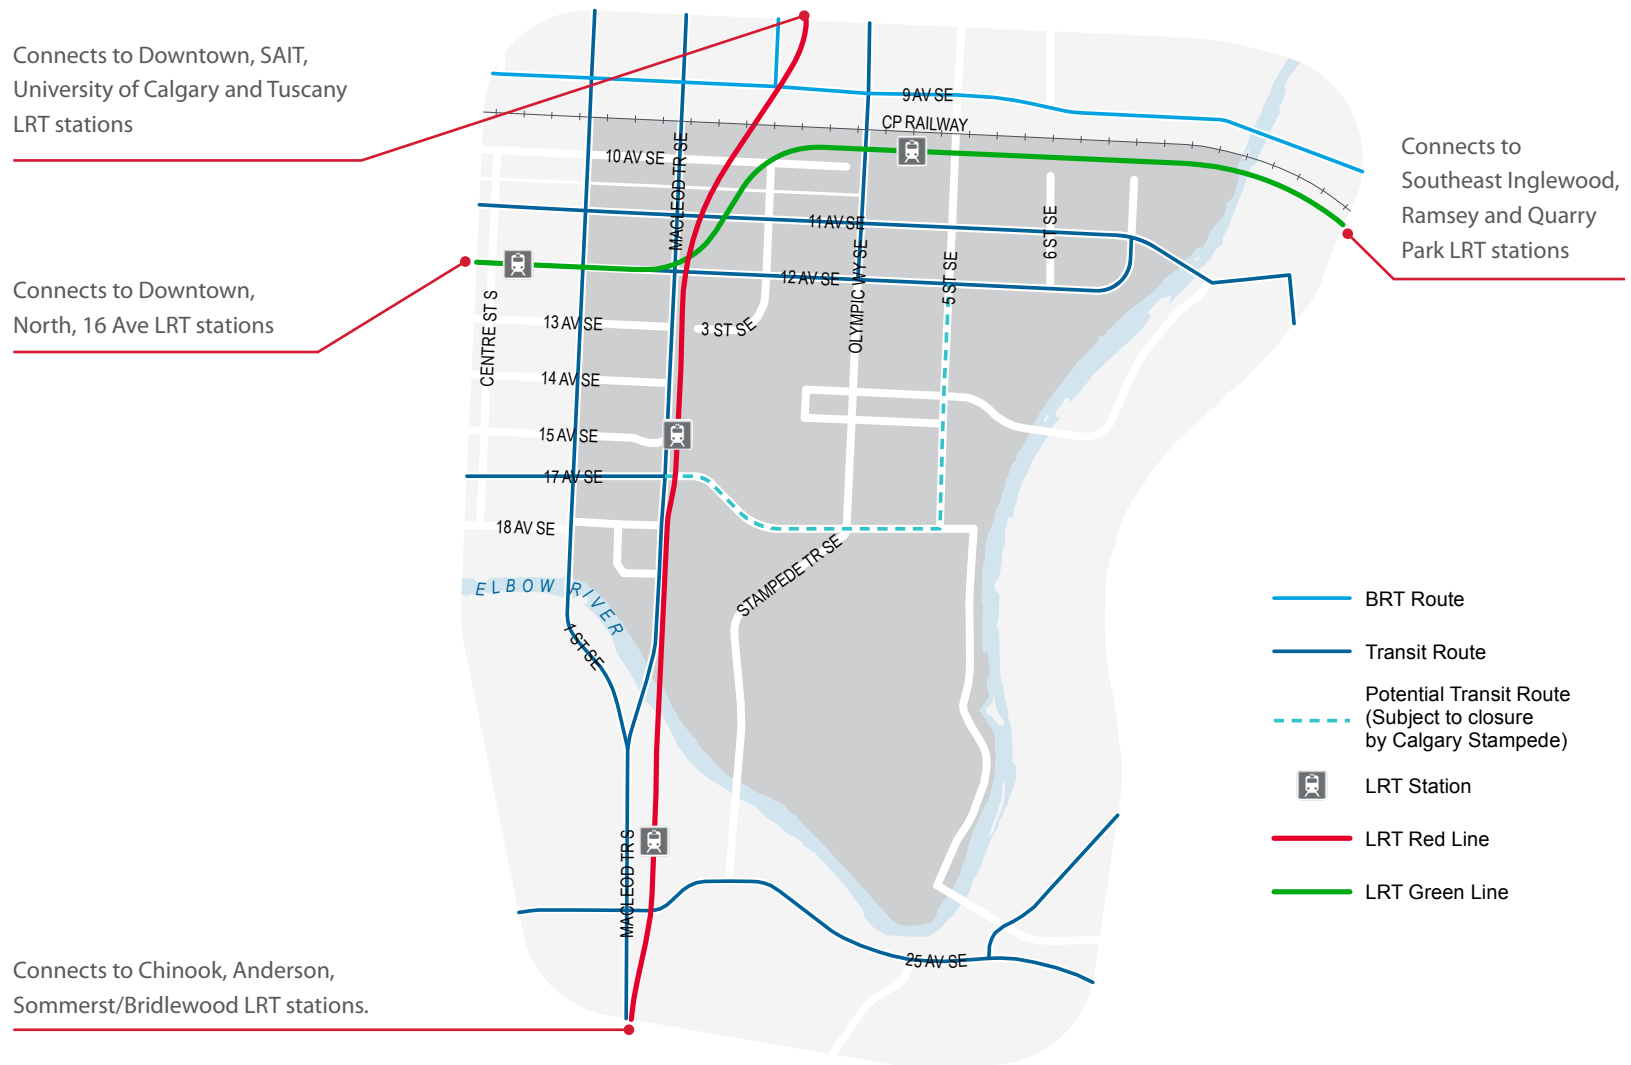 Connects to Downtown, SAIT,
University of Calgary and Tuscany
LRT stations
9 AV SE
CP RAILWAY
Connects to
Southeast Inglewood,
Ramsey and Quarry
Park LRT stations
10 AV SE
MACLEOD TR SE
11 AV SE
6 ST SE
OLYMPIC WY SE
5 ST SE
12 AV SE
Connects to Downtown,
North, 16 Ave LRT stations
CENTRE ST S
13 AV SE
3 ST SE
14 AV SE
15 AV SE
17 AV SE
18 AV SE
STAMPEDE TR SE
ELBOW RIVER
1 ST SE
BRT Route
Transit Route
Potential Transit Route
(Subject to closure
by Calgary Stampede)
LRT Station
LRT Red Line
LRT Green Line
MACLEOD TR S
25 AV SE
Connects to Chinook, Anderson,
Sommerst/Bridlewood LRT stations.